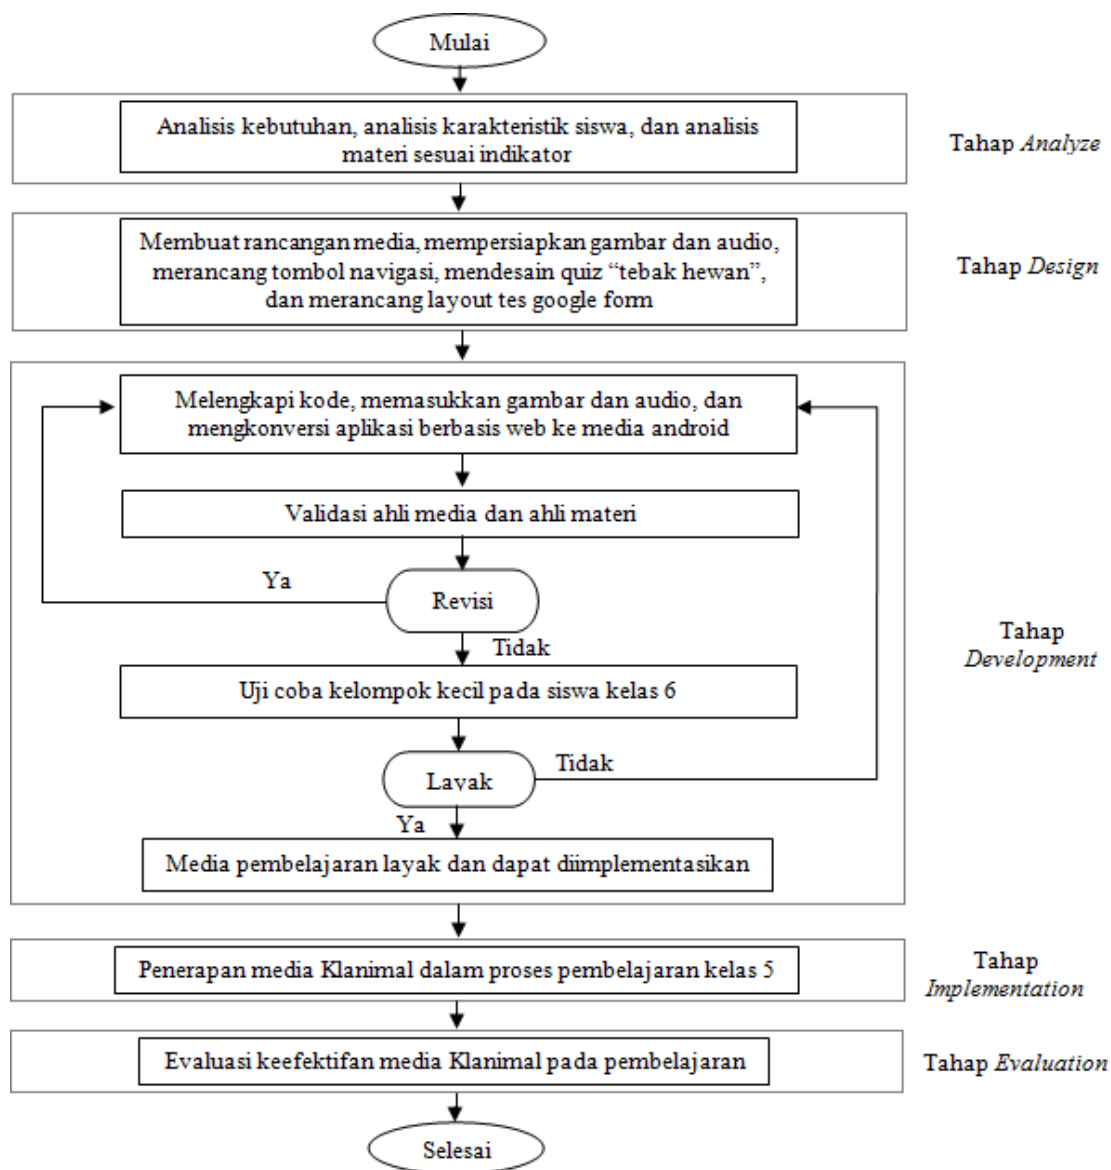 Mulai
Analisis kebutuhan, analisis karakteristik siswa, dan analisis
materi sesuai indikator
Tahap Analyze
Membuat rancangan media, mempersiapkan gambar dan audio,
merancang tombol navigasi, mendesain quiz “tebak hewan”,
dan merancang layout tes google form
Tahap Design
Melengkapi kode, memasukkan gambar dan audio, dan
mengkonversi aplikasi berbasis web ke media android
Validasi ahli media dan ahli materi
Ya
Revisi
Tidak
Tahap
Development
Uji coba kelompok kecil pada siswa kelas 6
Layak
Tidak
Ya
Media pembelajaran layak dan dapat diimplementasikan
Penerapan media Klanimal dalam proses pembelajaran kelas 5
Tahap
Implementation
Evaluasi keefektifan media Klanimal pada pembelajaran
Tahap Evaluation
Selesai